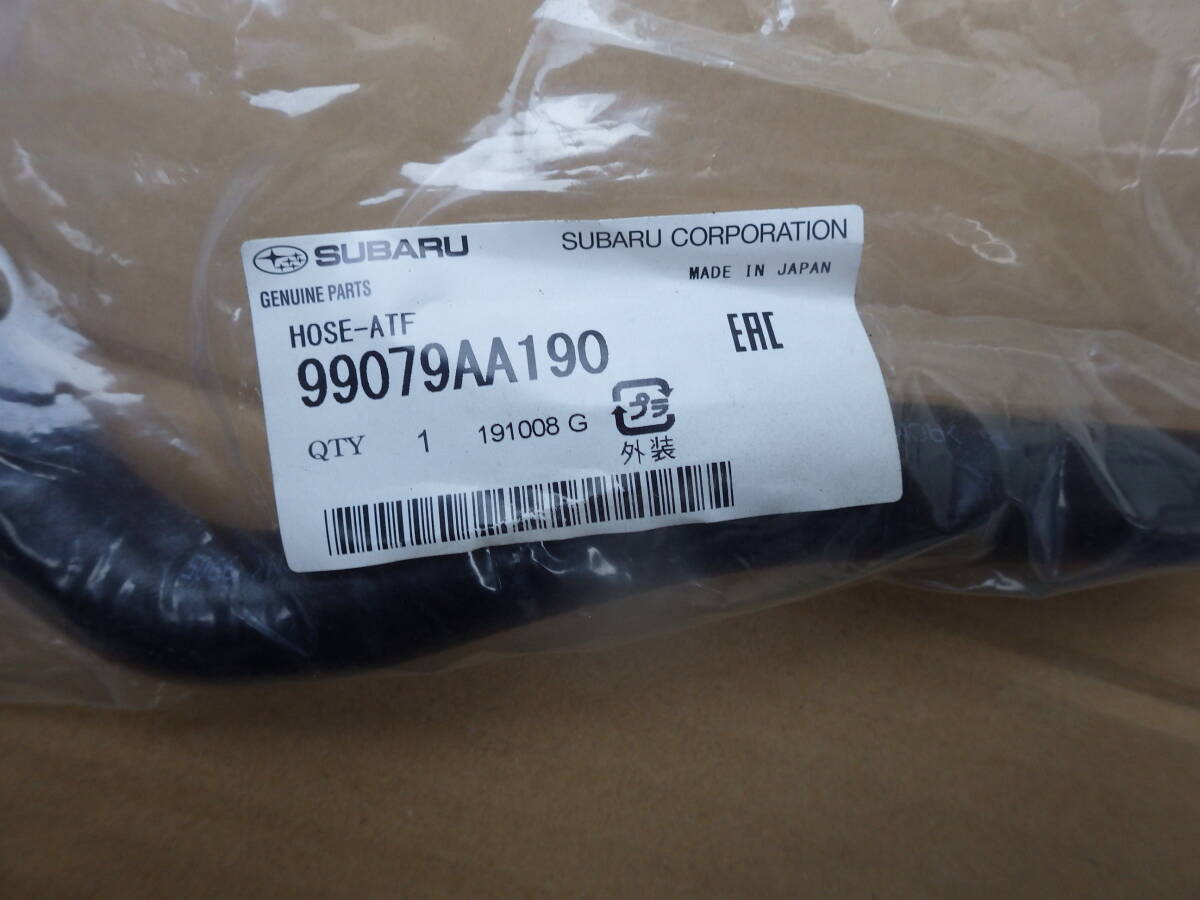 SUBARU SUBARU CORPORATION
GENUINE PARTS MADE IN JAPAN
HOSE-ATF
99079AA190 EAC
QTY 1 191008 G プラ
外装